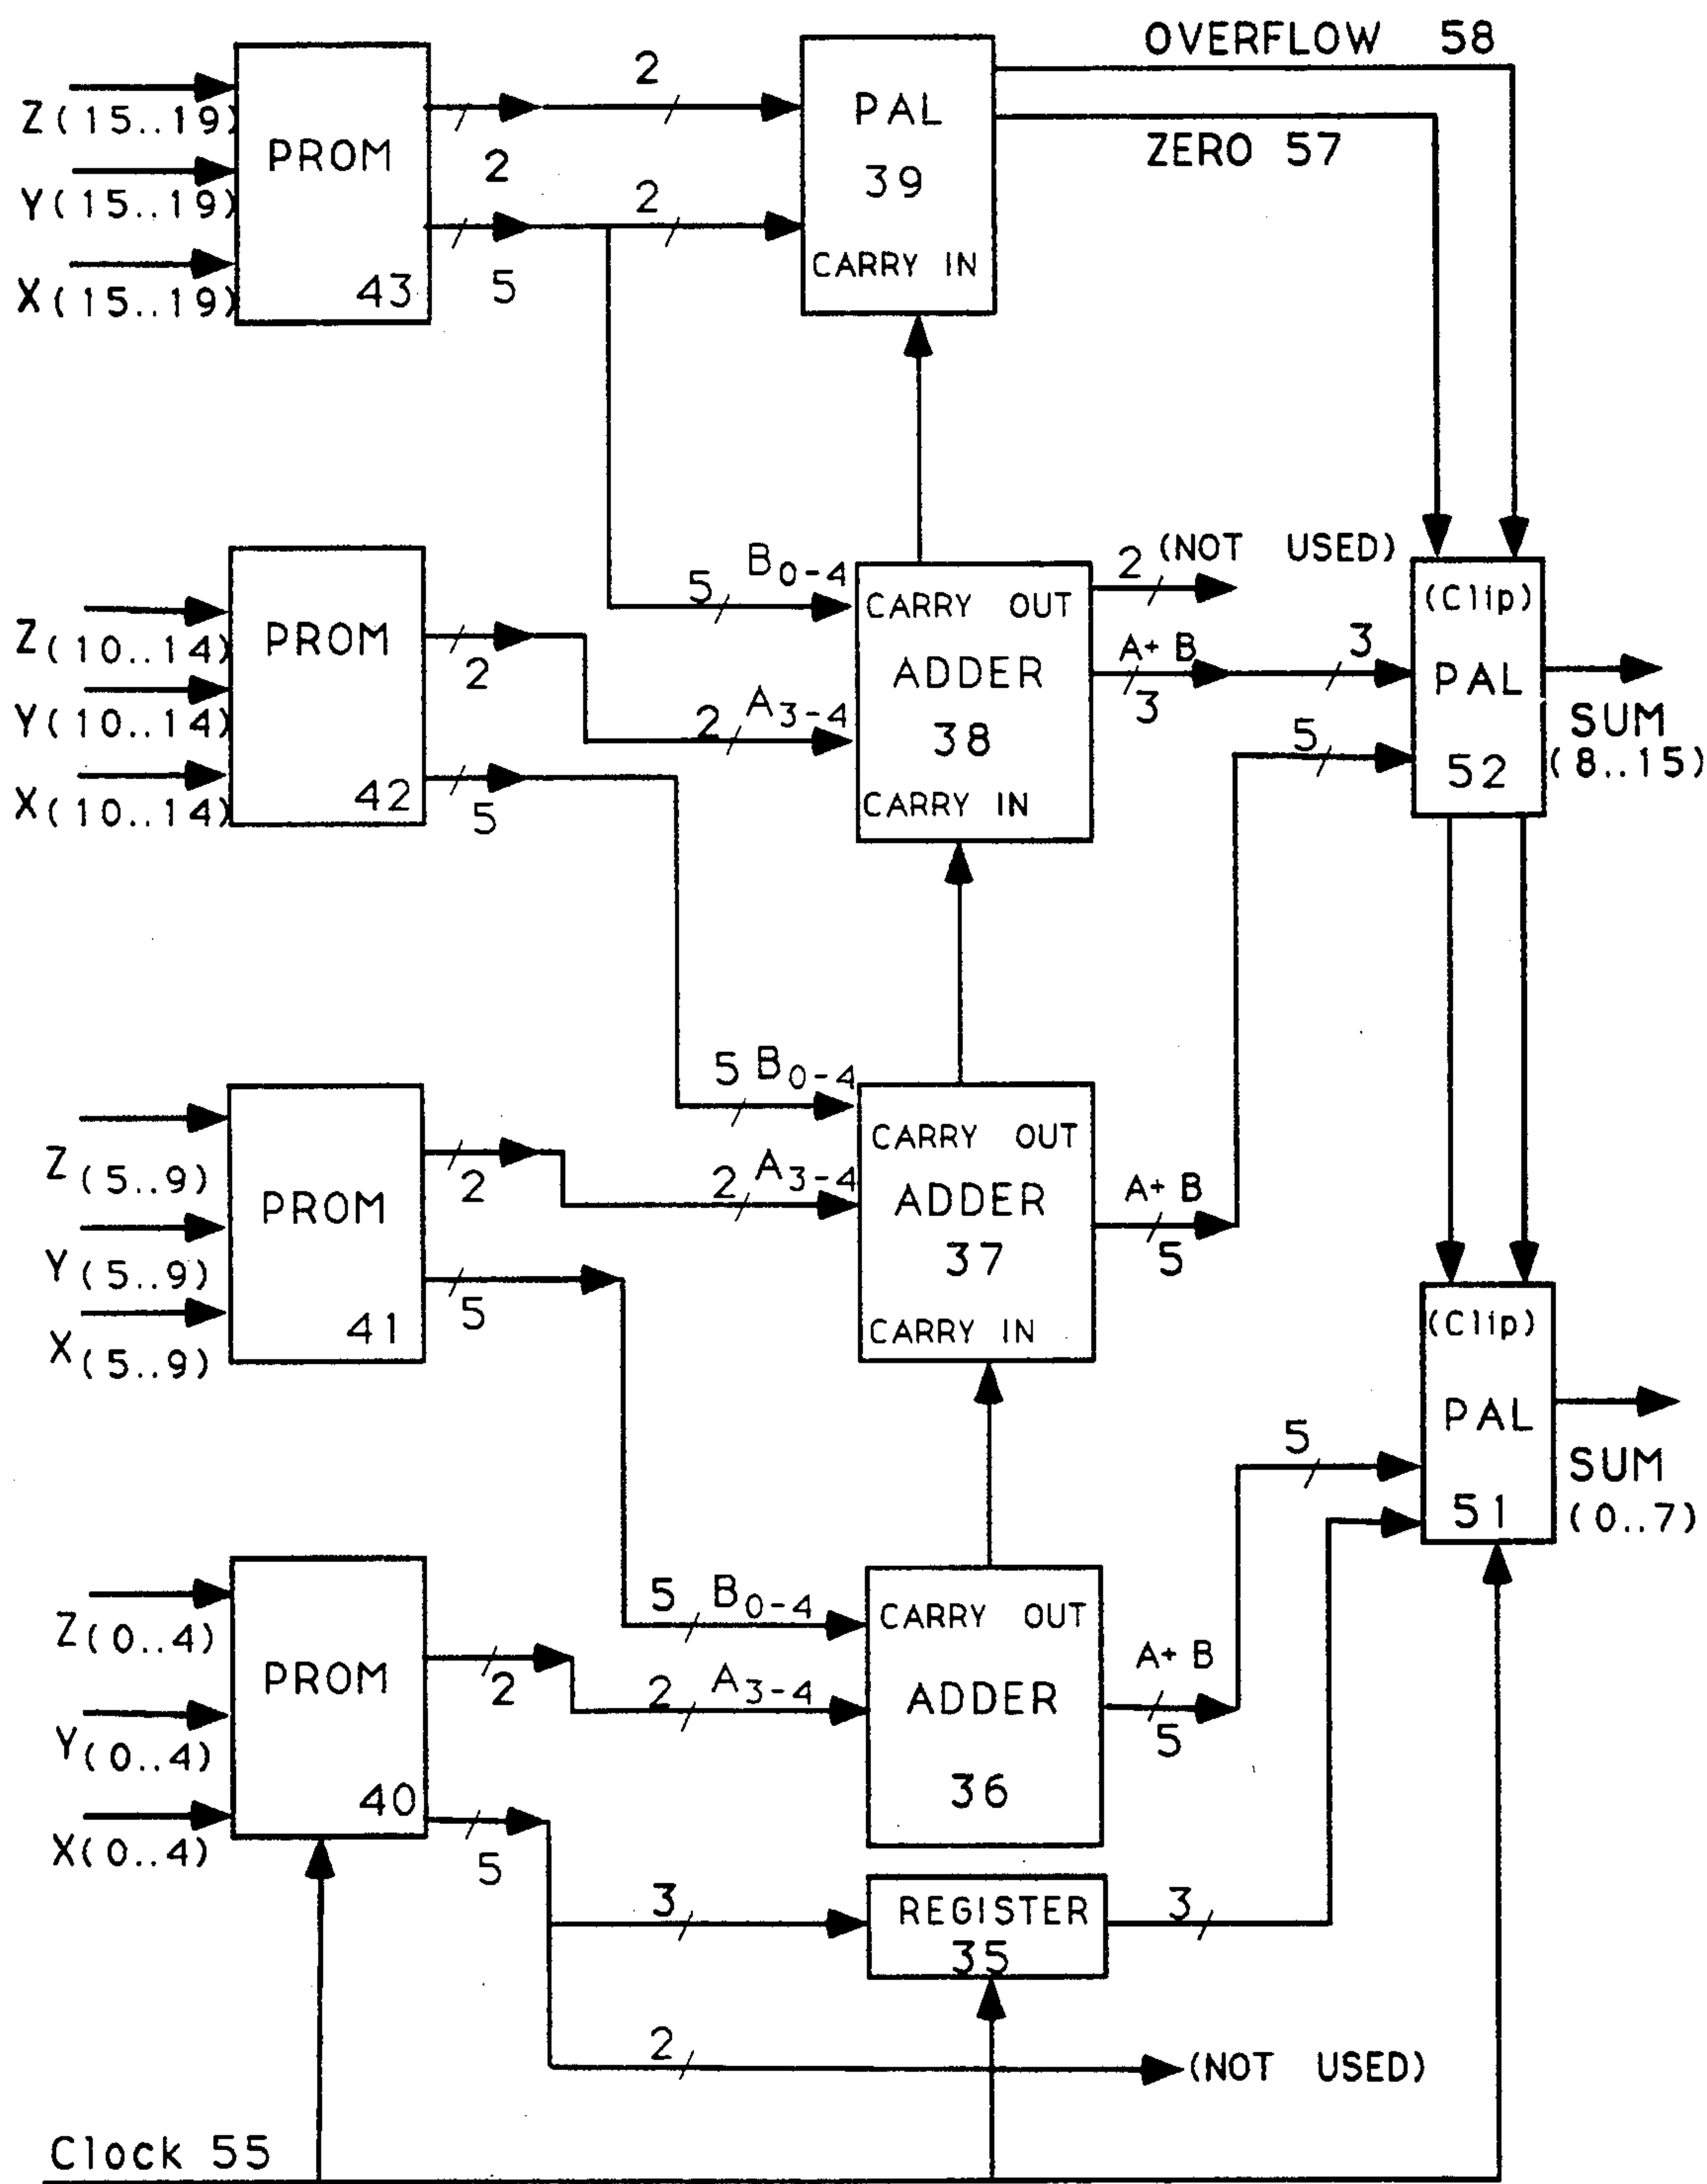 OVERFLOW 58
ZERO 57
Z(15..19)
Y(15..19)
X(15..19)
PROM
43
2
2
5
2
PAL
39
CARRY IN
Z(10..14)
Y(10..14)
X(10..14)
PROM
42
2
5
5 B0-4
2 A3-4
CARRY OUT
ADDER
38
CARRY IN
2 (NOT USED)
A+ B
3
3
5
(Clip)
PAL
52
SUM
(8..15)
Z(5..9)
Y(5..9)
X(5..9)
PROM
41
2
5
5 B0-4
2 A3-4
CARRY OUT
ADDER
37
CARRY IN
A+ B
5
(Clip)
PAL
51
SUM
(0..7)
5
Z(0..4)
Y(0..4)
X(0..4)
PROM
40
2
5
5 B0-4
2 A3-4
CARRY OUT
ADDER
36
A+ B
5
3
REGISTER
35
3
2
(NOT USED)
Clock 55